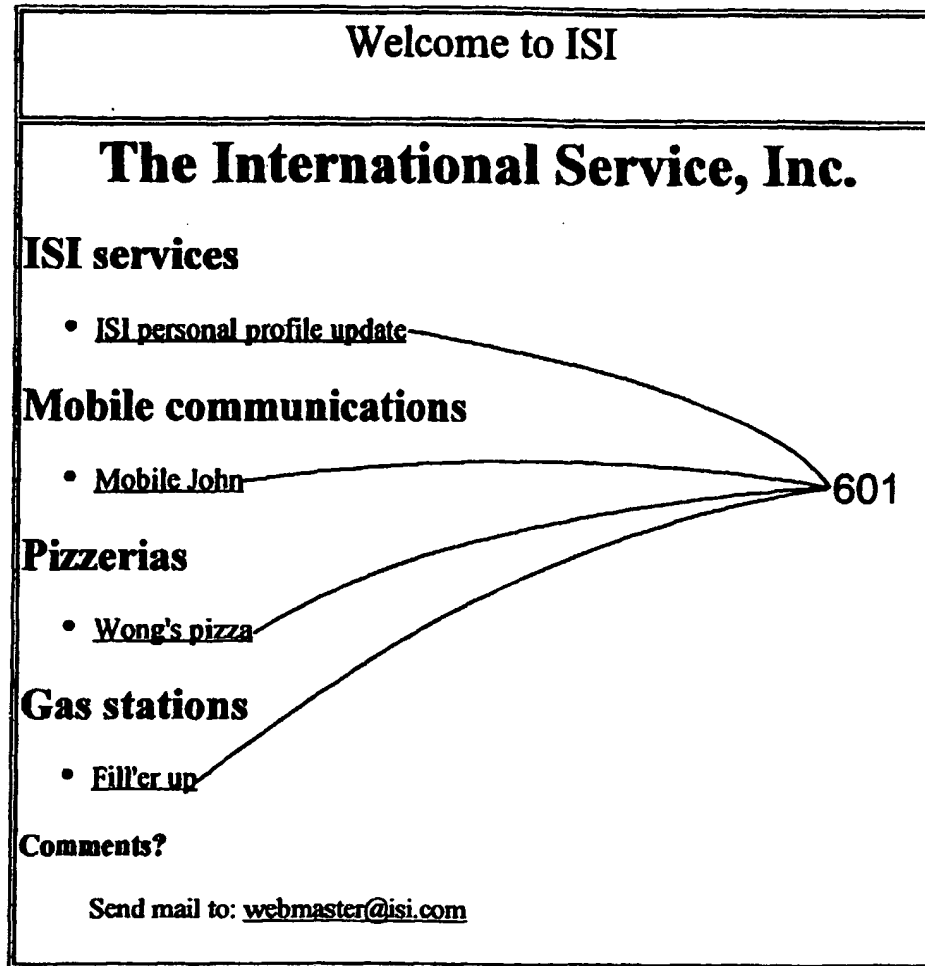 Welcome to ISI
The International Service, Inc.
ISI services
• ISI personal profile update
Mobile communications
• Mobile John
601
Pizzerias
• Wong's pizza
Gas stations
• Fill'er up
Comments?
Send mail to: webmaster@isi.com